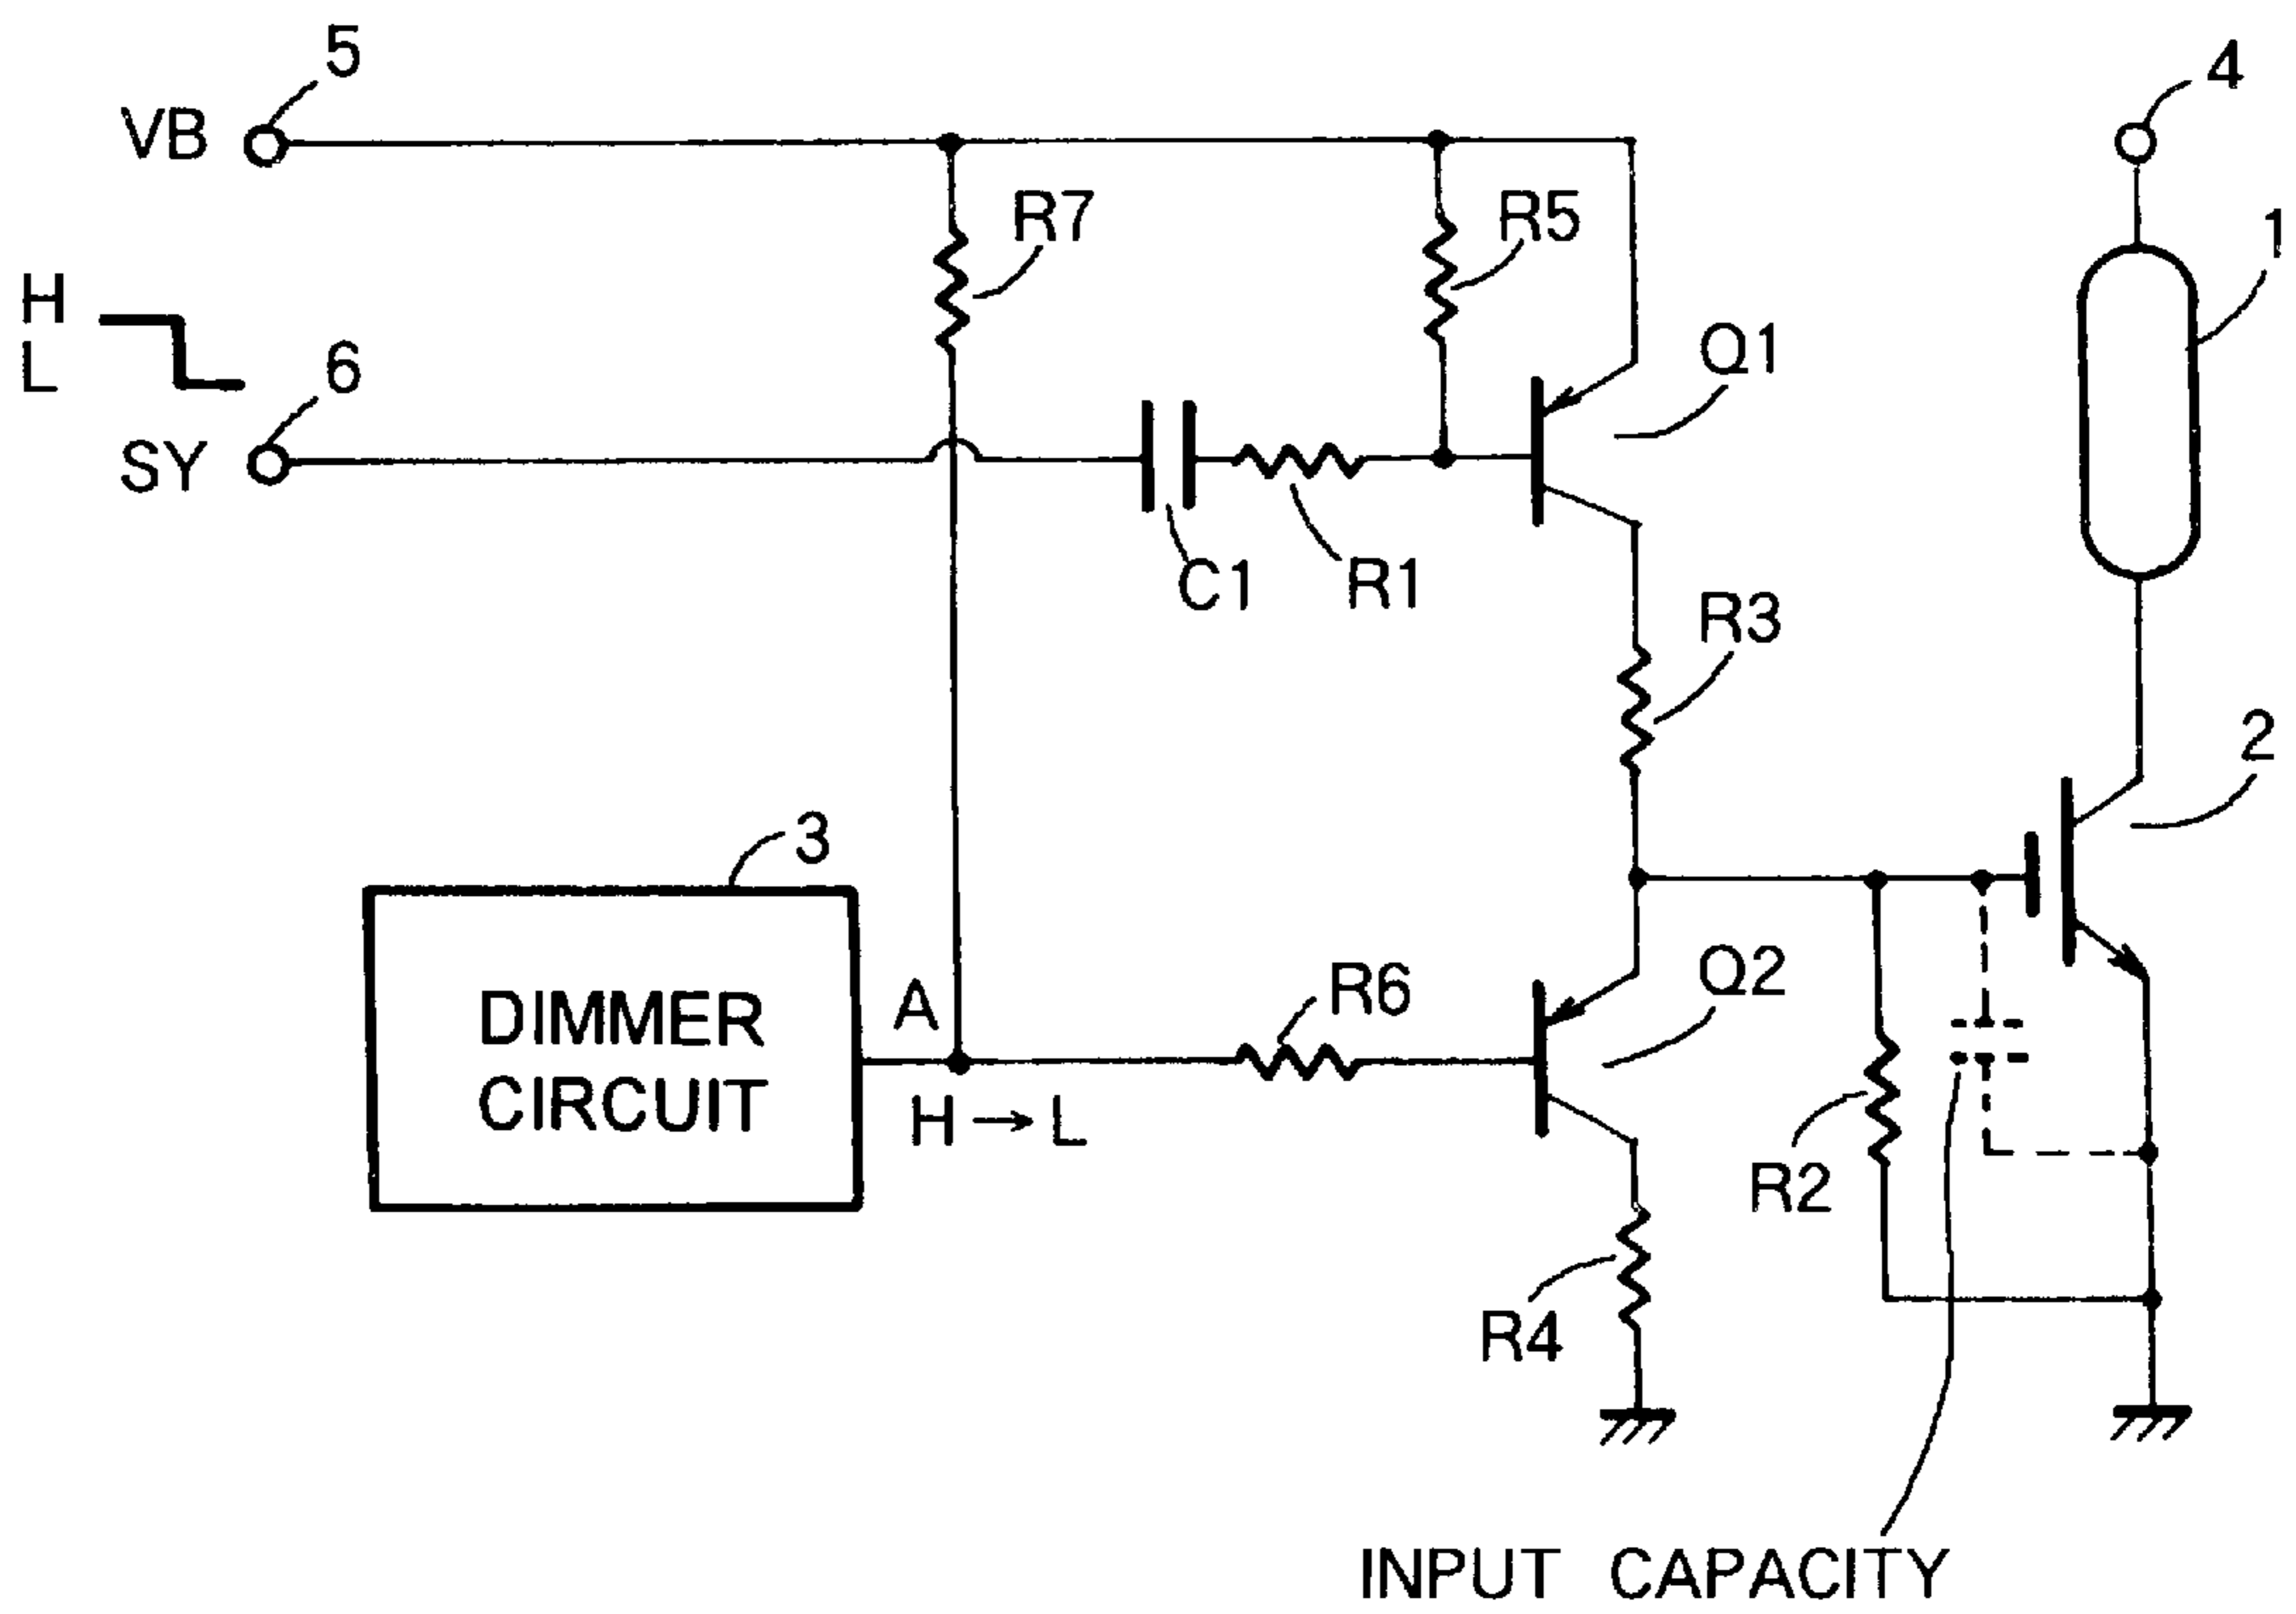 5
4
VB
R7
R5
1
H
L
6
Q1
SY
C1
R1
R3
2
3
DIMMER
CIRCUIT
A
R6
Q2
H → L
R2
R4
INPUT CAPACITY